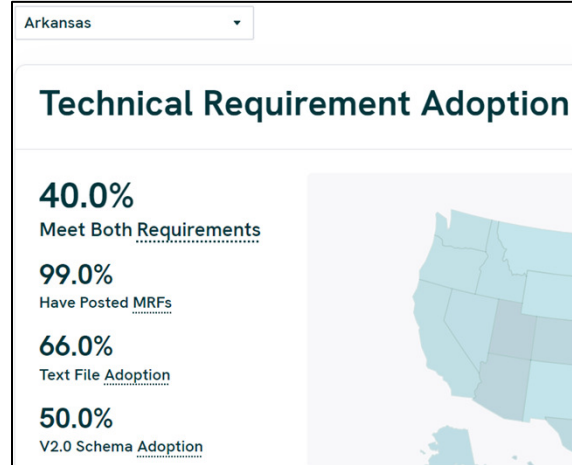 Arkansas
Technical Requirement Adoption
40.0%
Meet Both Requirements
99.0%
Have Posted MRFs
66.0%
Text File Adoption
50.0%
V2.0 Schema Adoption